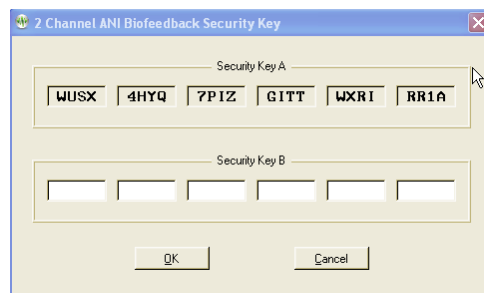 2 Channel ANI Biofeedback Security Key
Security Key A
WUSX 4HYQ 7PIZ GITT WXRI RR1A
Security Key B
OK Cancel